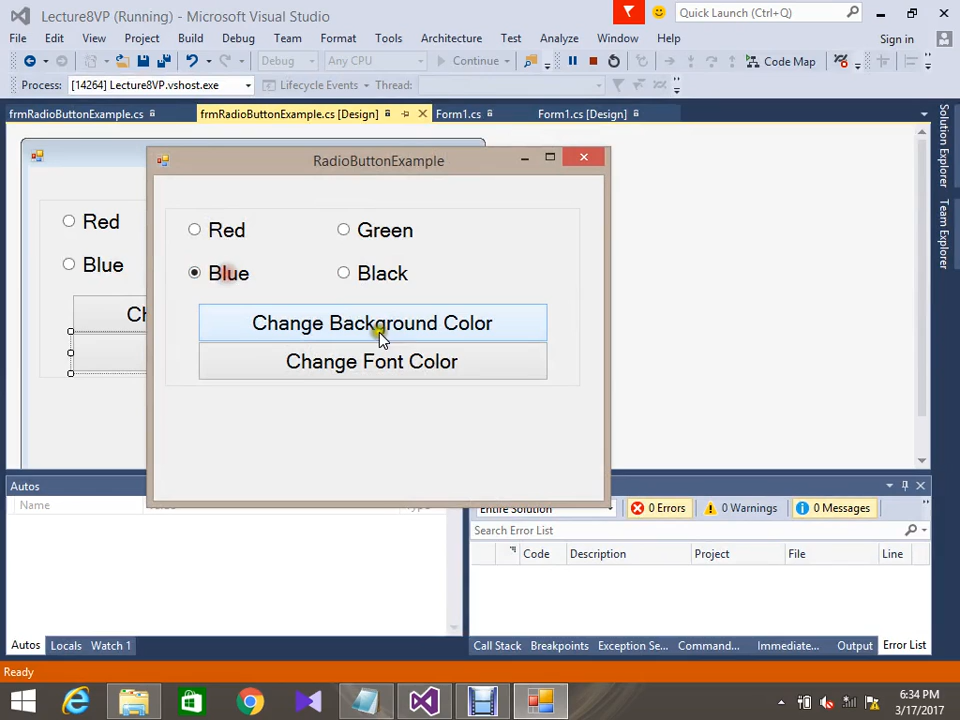 Lecture8VP (Running) - Microsoft Visual Studio
Quick Launch (Ctrl+Q)
File Edit View Project Build Debug Team Format Tools Architecture Test Analyze Window Help
Sign in
Debug Any CPU Continue Code Map
Process: [14264] Lecture8VP.vshost.exe Lifecycle Events Thread:
frmRadioButtonExample.cs frmRadioButtonExample.cs [Design] Form1.cs Form1.cs [Design]
Solution Explorer
Team Explorer
RadioButtonExample
Red
Blue
Ch
Red Green
Blue Black
Change Background Color
Change Font Color
Autos
Name
Entire Solution 0 Errors 0 Warnings 0 Messages
Search Error List
Code Description Project File Line
Autos Locals Watch 1
Call Stack Breakpoints Exception Se... Command... Immediate... Output Error List
Ready
6:34 PM
3/17/2017